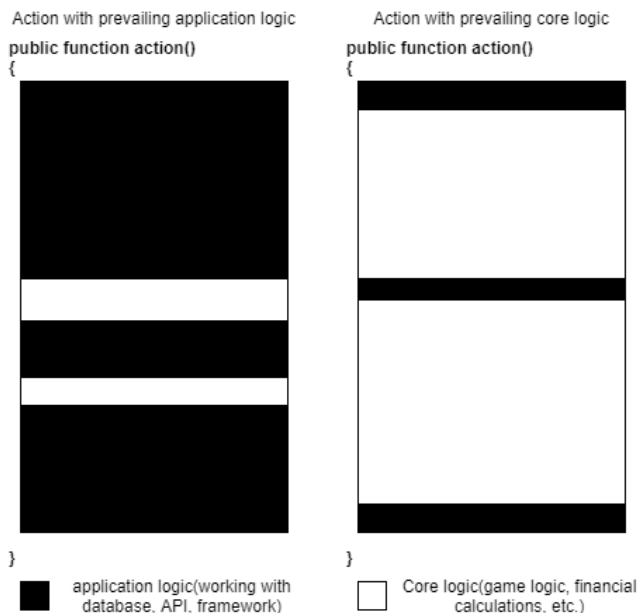 Action with prevailing application logic
public function action()
{
}
application logic(working with
database, API, framework)
Action with prevailing core logic
public function action()
{
}
Core logic(game logic, financial
calculations, etc.)